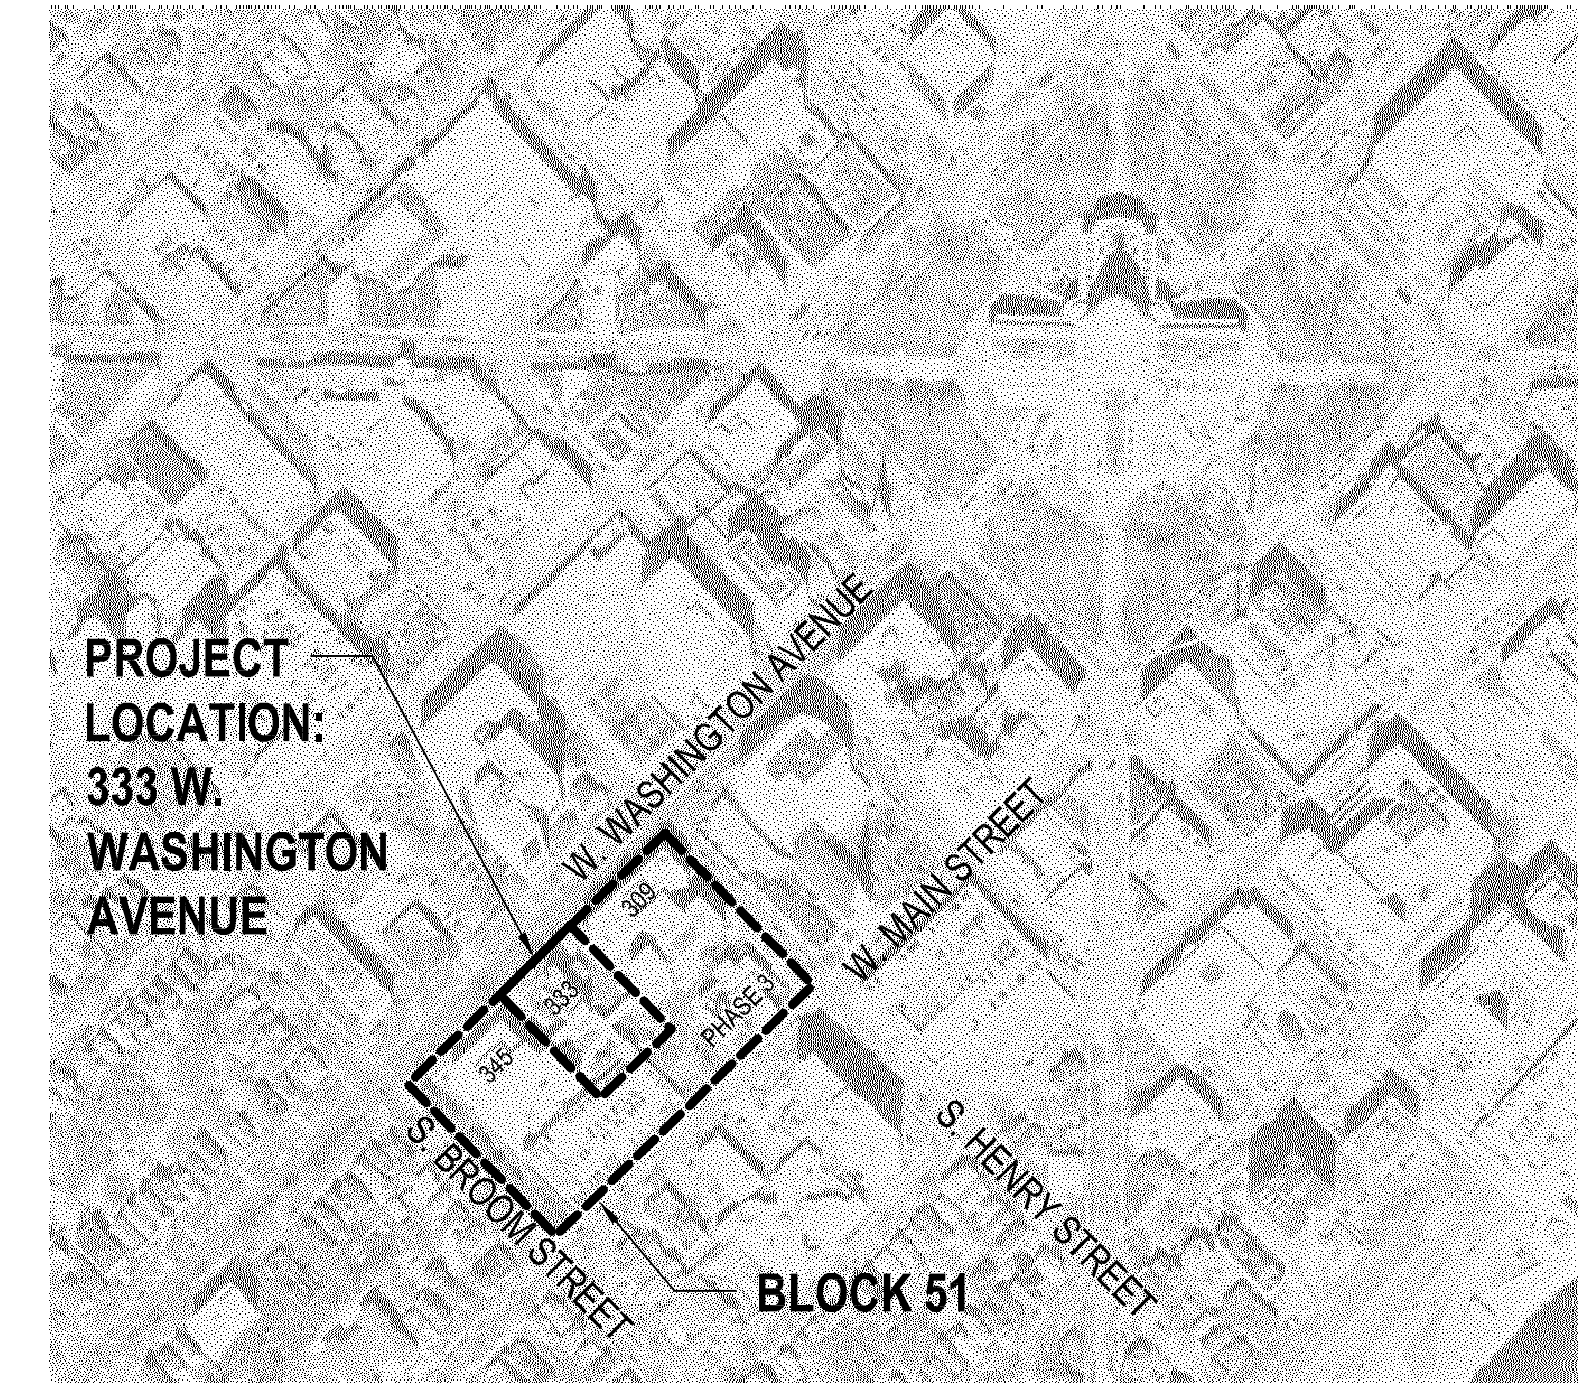 W. WASHINGTON AVENUE
PROJECT
LOCATION:
333 W.
WASHINGTON
AVENUE
W. MAIN STREET
309
333
PHASE 3
345
S. BROOM STREET
S. HENRY STREET
BLOCK 51